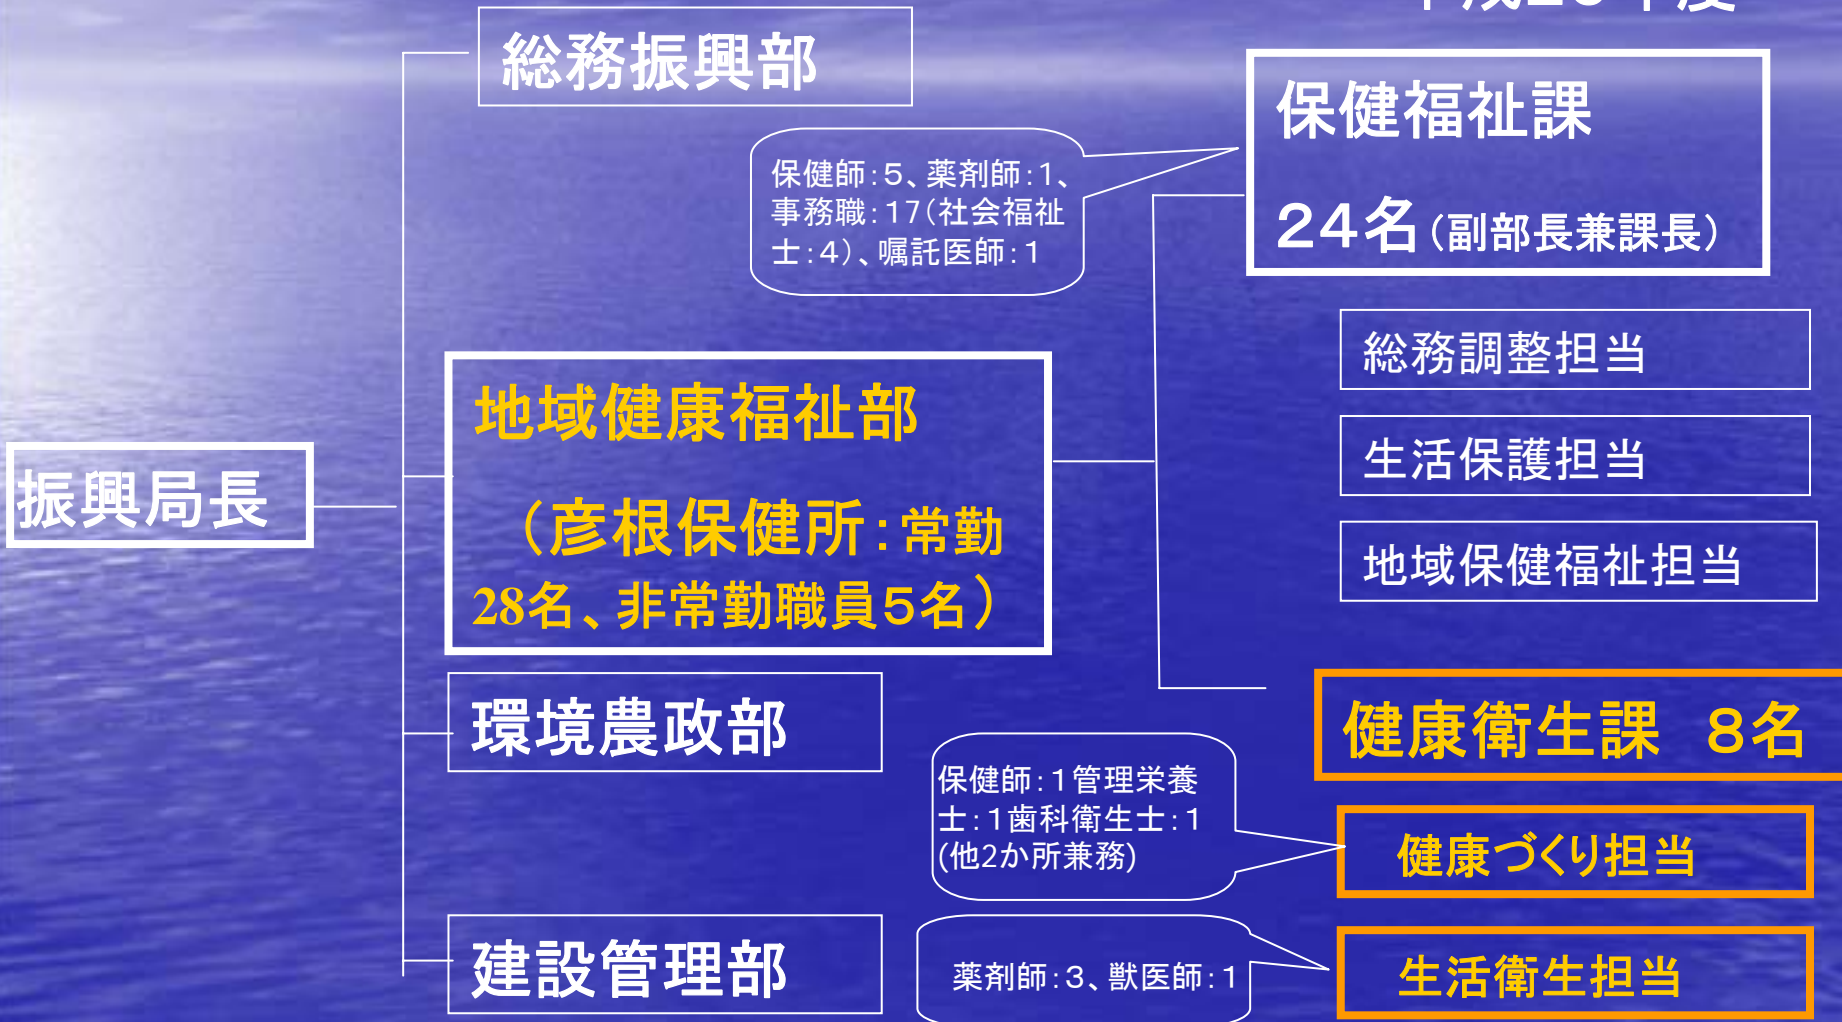 総務振興部
保健福祉課
24名(副部長兼課長)
保健師:5、薬剤師:1、
事務職:17(社会福祉
士:4)、嘱託医師:1
総務調整担当
生活保護担当
地域保健福祉担当
振興局長
地域健康福祉部
(彦根保健所:常勤
28名、非常勤職員5名)
環境農政部
健康衛生課 8名
保健師:1管理栄養
士:1歯科衛生士:1
(他2か所兼務)
健康づくり担当
建設管理部
薬剤師:3、獣医師:1
生活衛生担当